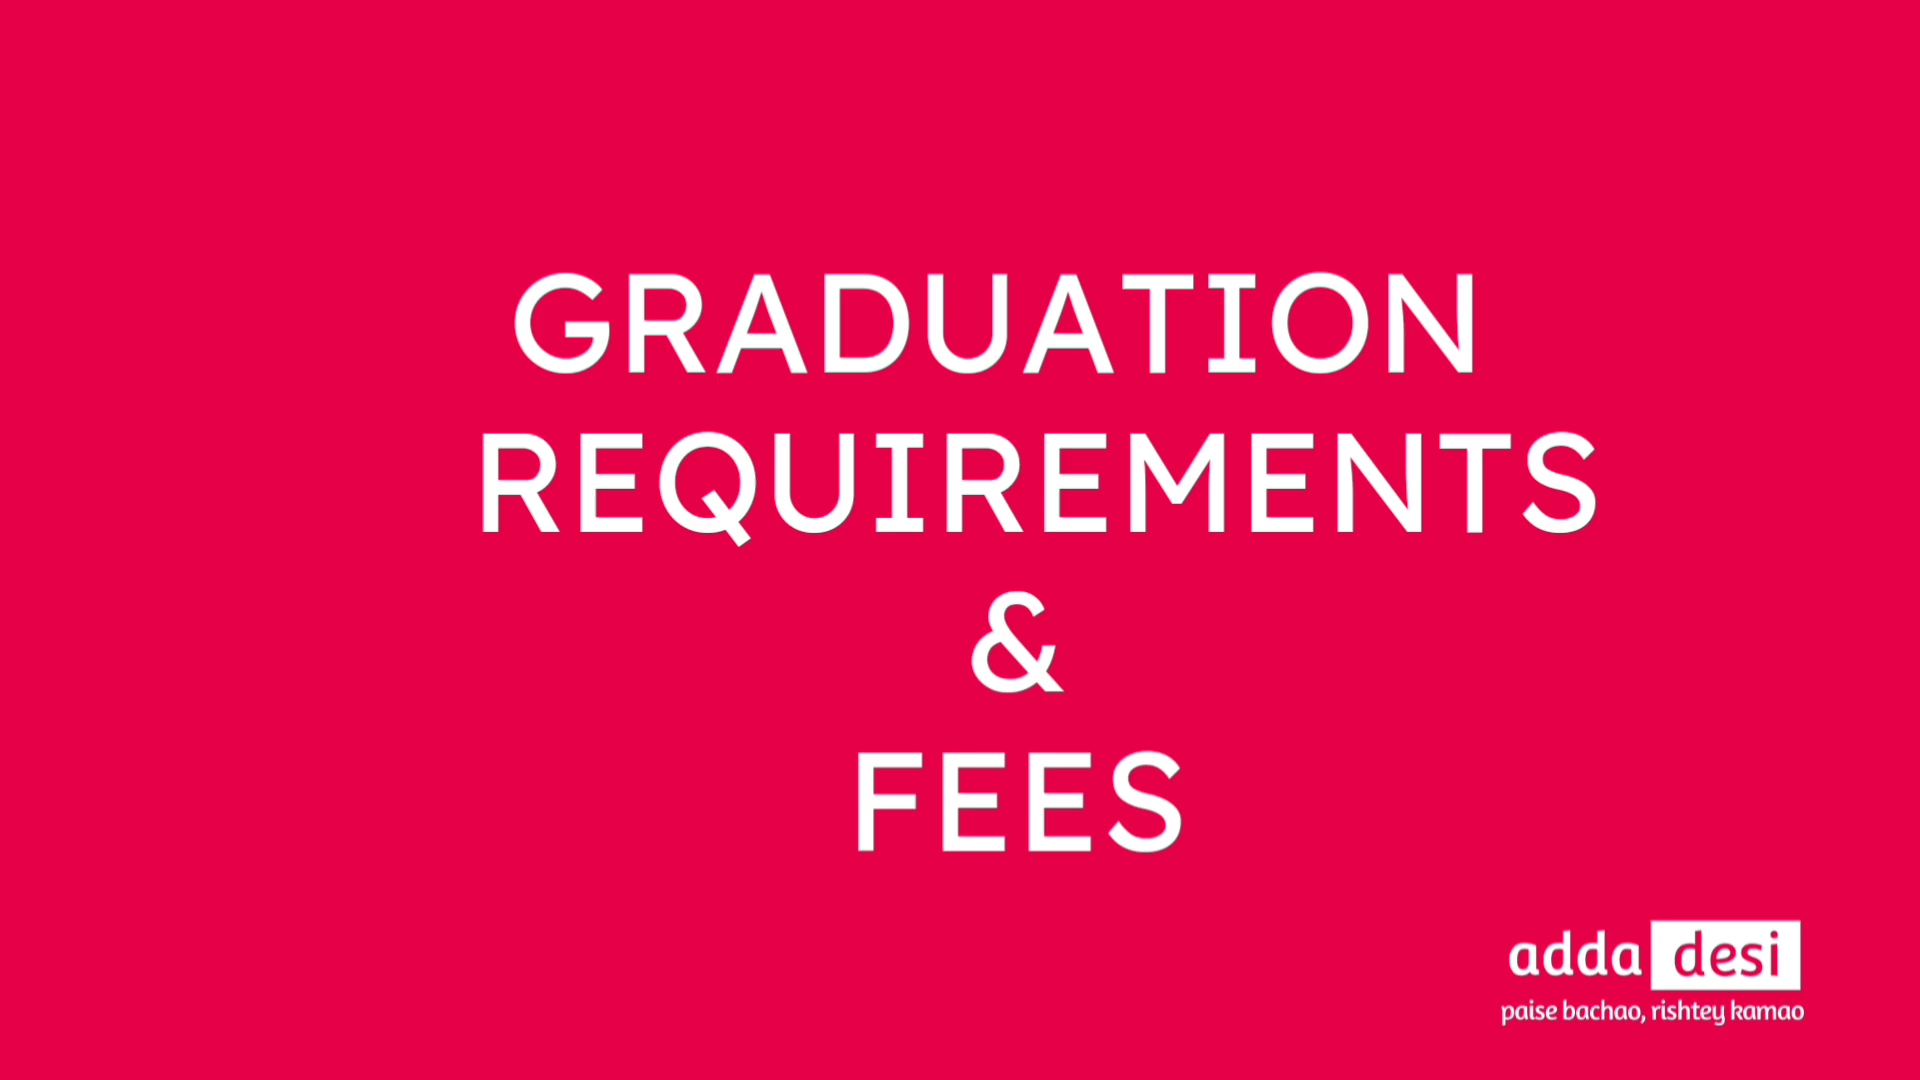 GRADUATION
REQUIREMENTS
&
FEES
adda desi
paise bachao, rishtey kamao